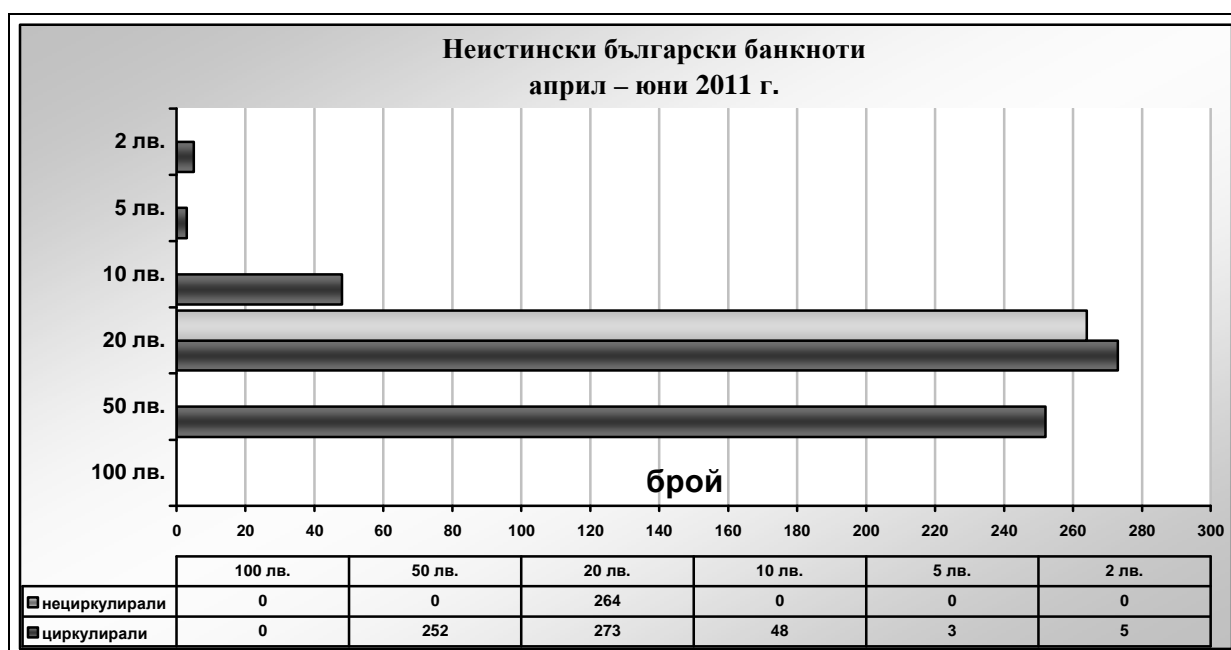 Неистински български банкноти
април – юни 2011 г.
2 лв.
5 лв.
10 лв.
20 лв.
50 лв.
100 лв.
брой
0 20 40 60 80 100 120 140 160 180 200 220 240 260 280 300
100 лв. 50 лв. 20 лв. 10 лв. 5 лв. 2 лв.
нециркулирали 0 0 264 0 0 0
циркулирали 0 252 273 48 3 5